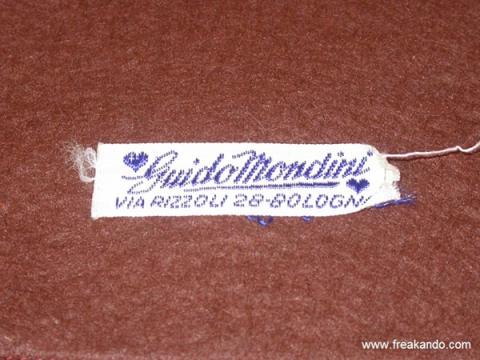 Guido Mondini
VIA RIZZOLI 28-BOLOGN
www.freakando.com